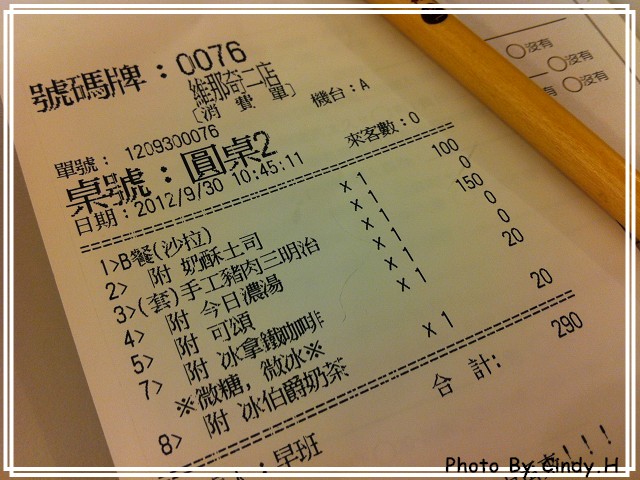 號碼牌：0076
維那奇二店
〔消 費 單〕
機台：A
單號： 1209300076
桌號：圓桌2
來客數：0
日期：2012/9/30 10:45:11
1>B餐(沙拉) x 1 100
2> 附 奶酥土司 x 1 0
3>(套)手工豬肉三明治 x 1 150
4> 附 今日濃湯 x 1 0
5> 附 可頌 x 1 0
7> 附 冰拿鐵咖啡 x 1 20
※微糖, 微冰※
8> 附 冰伯爵奶茶 x 1 20
合 計: 290
：早班
!!!
沒有
沒有
沒有
Photo By Cindy.H